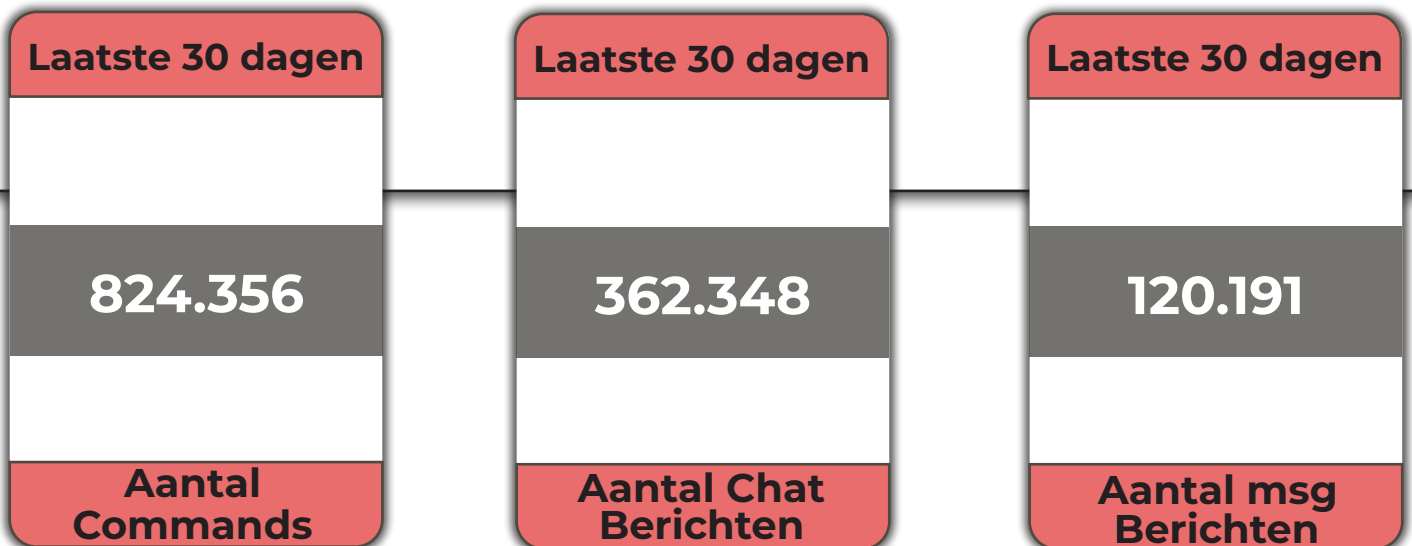 Laatste 30 dagen
824.356
Aantal
Commands
Laatste 30 dagen
362.348
Aantal Chat
Berichten
Laatste 30 dagen
120.191
Aantal msg
Berichten